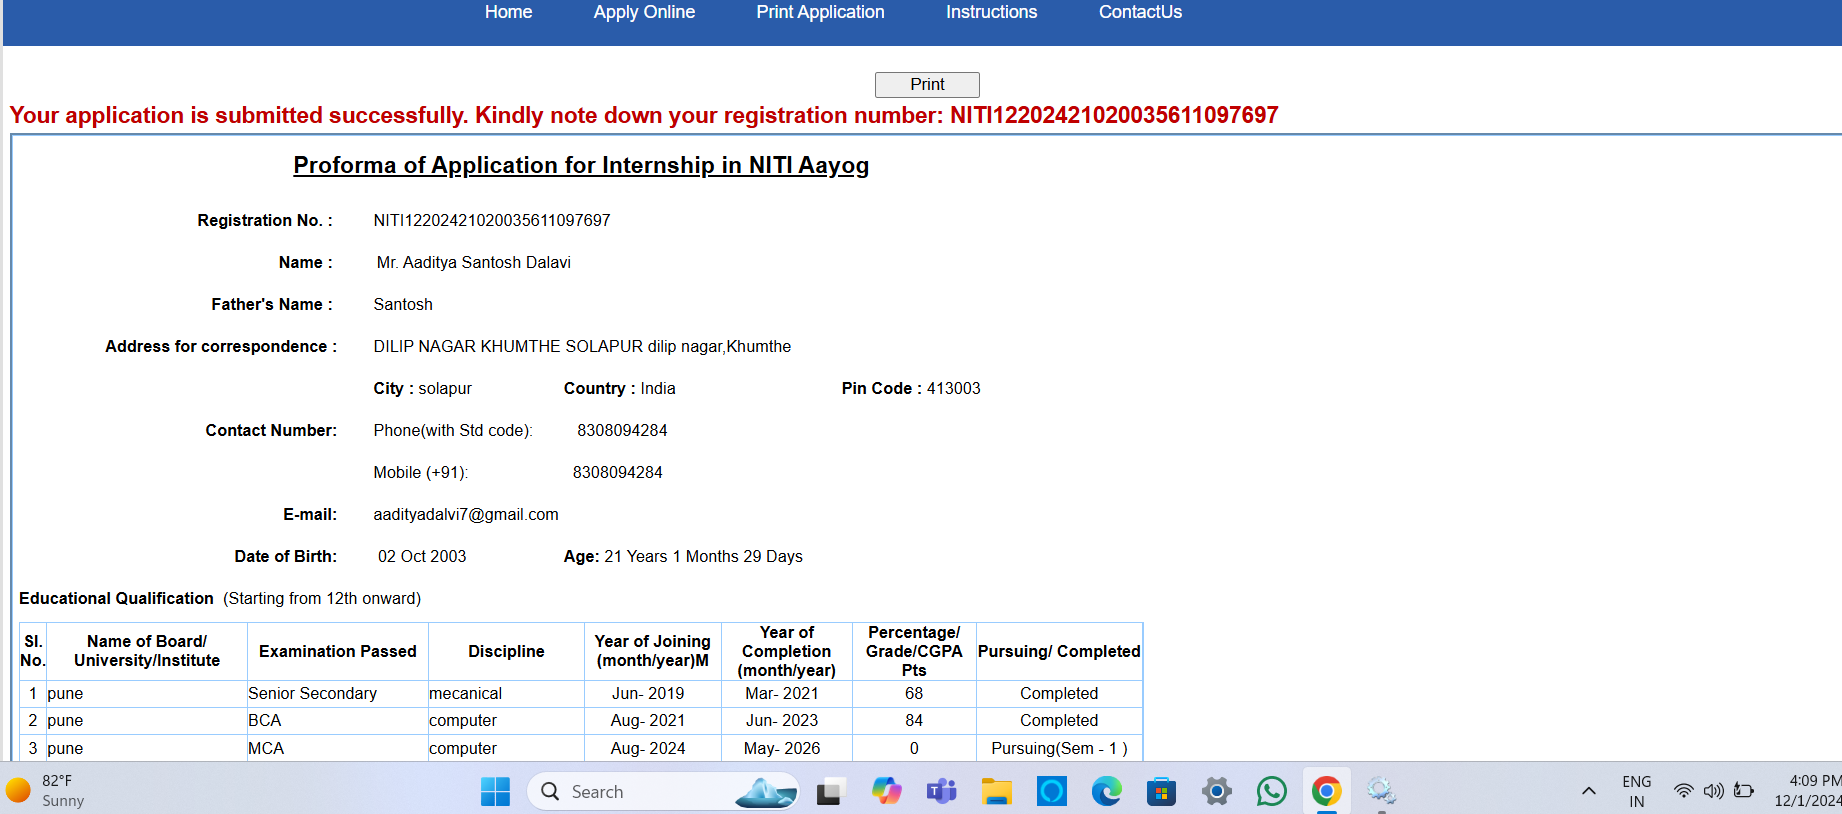 Home Apply Online Print Application Instructions ContactUs
Print
Your application is submitted successfully. Kindly note down your registration number: NITI12202421020035611097697
Proforma of Application for Internship in NITI Aayog
Registration No. : NITI12202421020035611097697
Name : Mr. Aaditya Santosh Dalavi
Father's Name : Santosh
Address for correspondence : DILIP NAGAR KHUMTHE SOLAPUR dilip nagar,Khumthe
City : solapur Country : India Pin Code : 413003
Contact Number: Phone(with Std code): 8308094284
Mobile (+91): 8308094284
E-mail: aadityadalvi7@gmail.com
Date of Birth: 02 Oct 2003 Age: 21 Years 1 Months 29 Days
Educational Qualification (Starting from 12th onward)
Sl. No. Name of Board/ University/Institute Examination Passed Discipline Year of Joining (month/year)M Year of Completion (month/year) Percentage/ Grade/CGPA Pts Pursuing/ Completed
1 pune Senior Secondary mecanical Jun- 2019 Mar- 2021 68 Completed
2 pune BCA computer Aug- 2021 Jun- 2023 84 Completed
3 pune MCA computer Aug- 2024 May- 2026 0 Pursuing(Sem - 1 )
82°F
Sunny
Search
ENG
IN
4:09 PM
12/1/2024